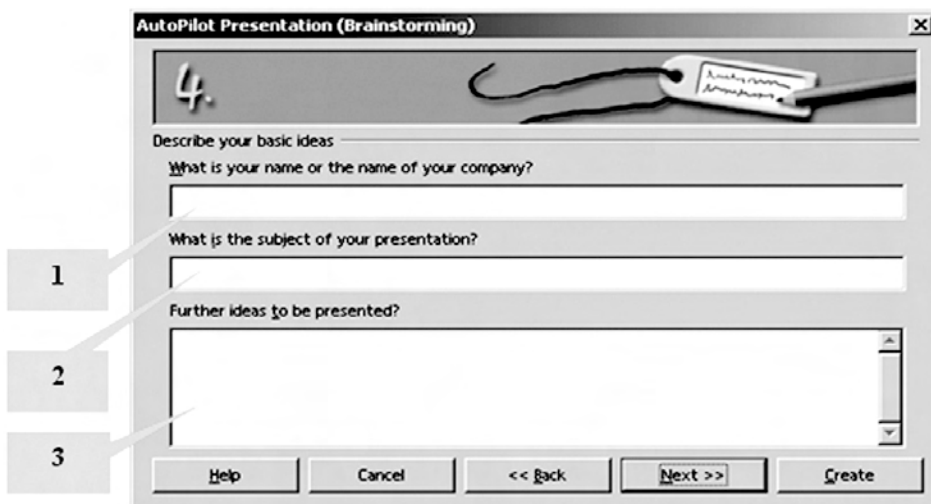 AutoPilot Presentation (Brainstorming)
4.
Describe your basic ideas
What is your name or the name of your company?
1
What is the subject of your presentation?
2
Further ideas to be presented?
3
Help Cancel << Back Next >> Create